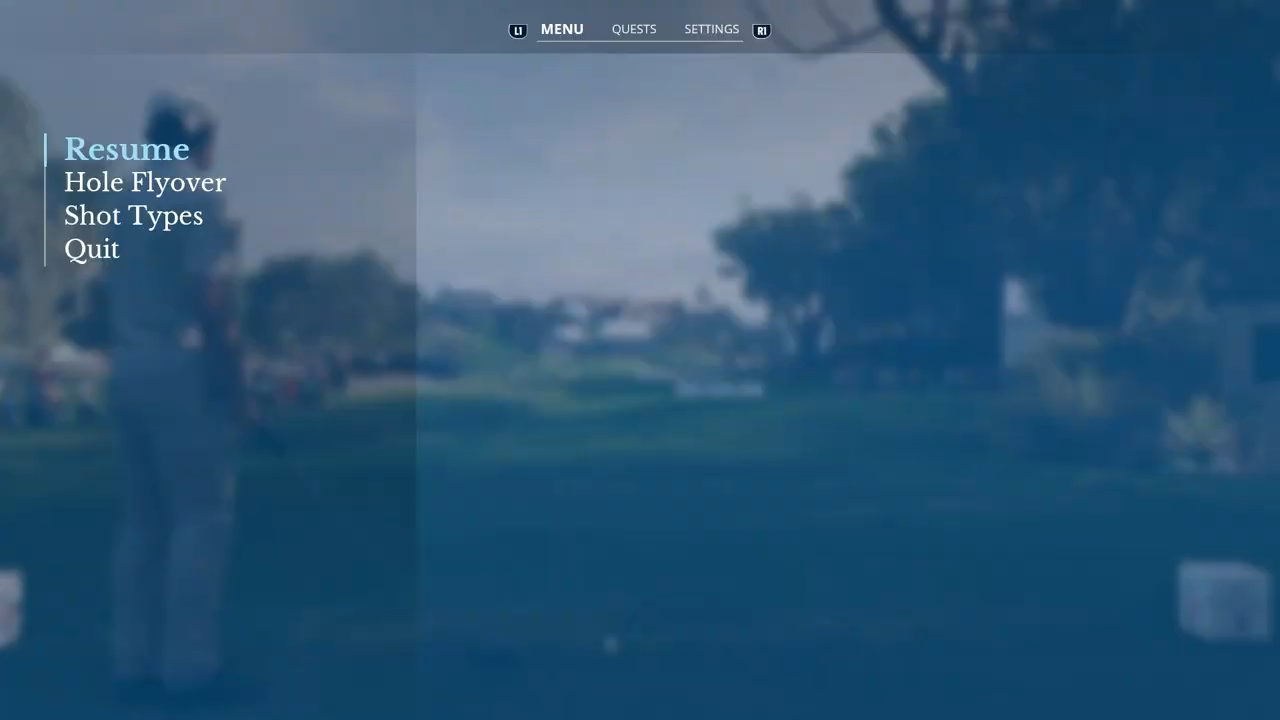 L1 MENU QUESTS SETTINGS R1
Resume
Hole Flyover
Shot Types
Quit